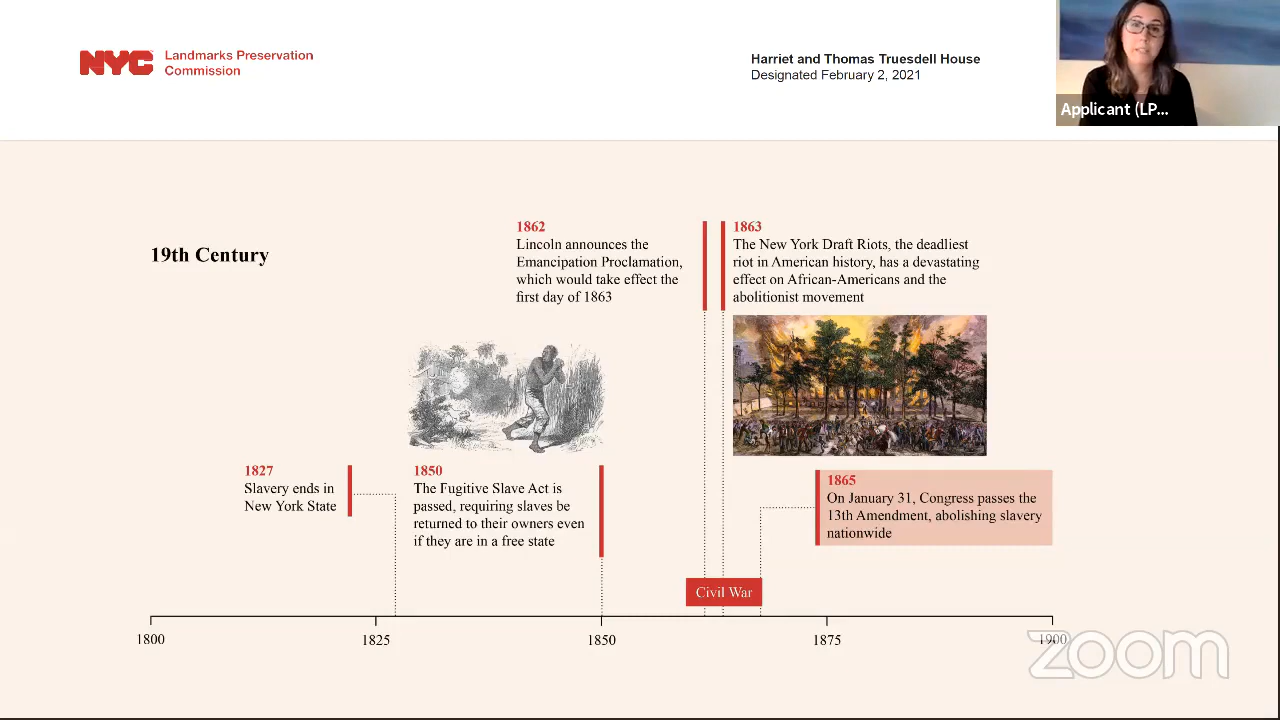 NYC Landmarks Preservation
Commission
Harriet and Thomas Truesdell House
Designated February 2, 2021
Applicant (LP...
19th Century
1862
Lincoln announces the
Emancipation Proclamation,
which would take effect the
first day of 1863
1863
The New York Draft Riots, the deadliest
riot in American history, has a devastating
effect on African-Americans and the
abolitionist movement
1827
Slavery ends in
New York State
1850
The Fugitive Slave Act is
passed, requiring slaves be
returned to their owners even
if they are in a free state
1865
On January 31, Congress passes the
13th Amendment, abolishing slavery
nationwide
Civil War
1800
1825
1850
1875
1900
zoom